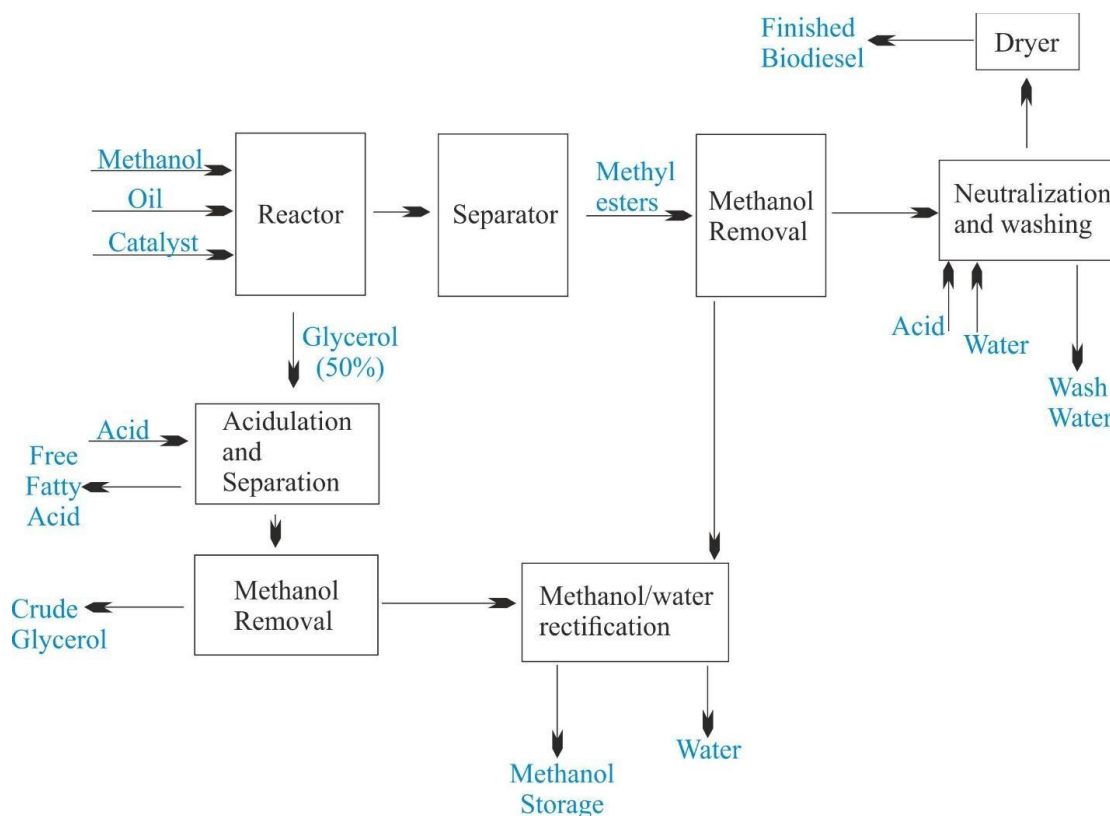 Finished
Biodiesel
Dryer
Methanol
Oil
Catalyst
Reactor
Separator
Methyl
esters
Methanol
Removal
Neutralization
and washing
Acid
Water
Wash
Water
Glycerol
(50%)
Acid
Free
Fatty
Acid
Acidulation
and
Separation
Crude
Glycerol
Methanol
Removal
Methanol/water
rectification
Methanol
Storage
Water